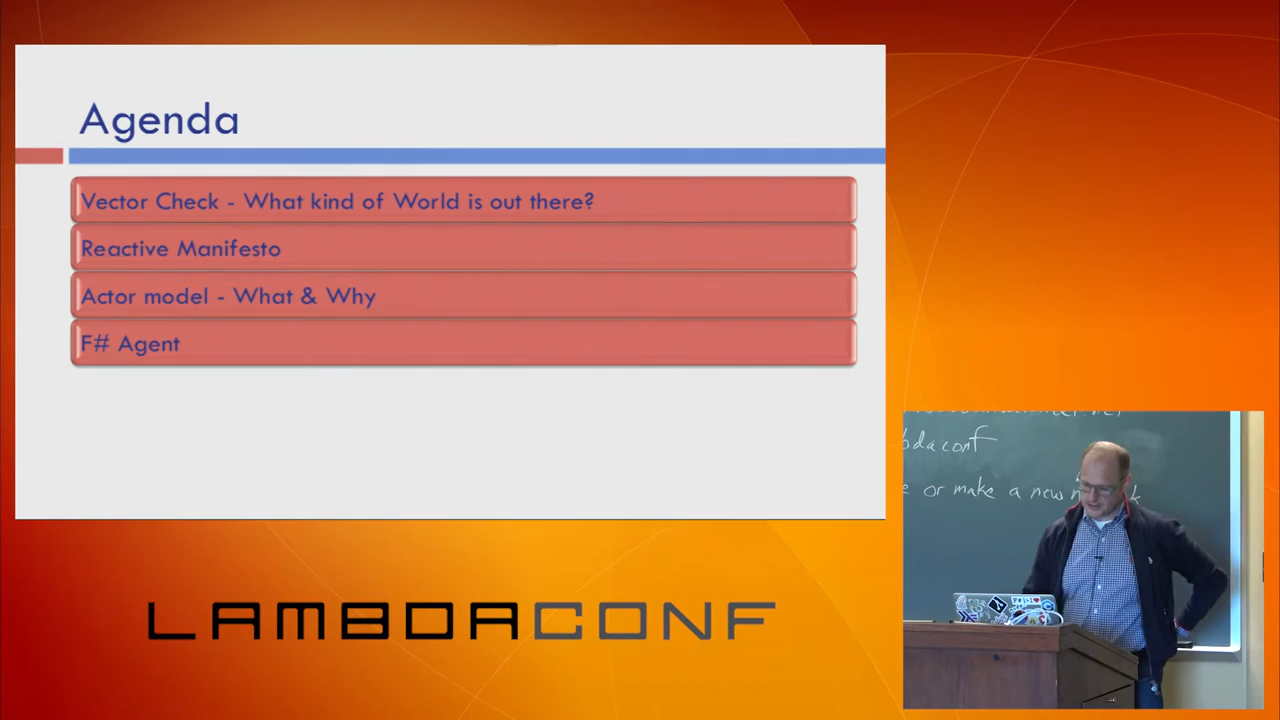 Agenda
Vector Check - What kind of World is out there?
Reactive Manifesto
Actor model - What & Why
F# Agent
bdaconf
or make a new
LAMBDACONF